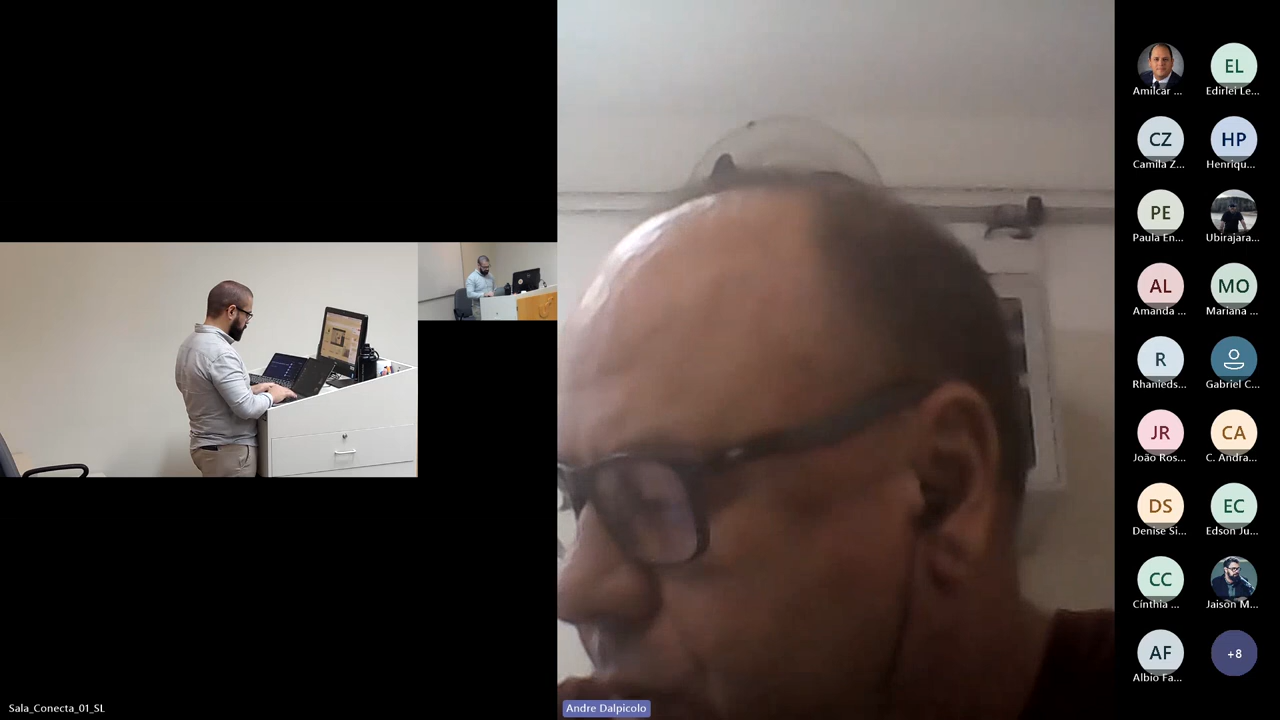 Amilcar ...
EL
Edirlei Le...
CZ
Camila Z...
HP
Henriqu...
PE
Paula En...
Ubirajara...
AL
Amanda ...
MO
Mariana ...
R
Rhanieds...
Gabriel C...
JR
João Ros...
CA
C. Andra...
DS
Denise Si...
EC
Edson Ju...
CC
Cínthia ...
Jaison M...
AF
Albio Fa...
+8
Sala_Conecta_01_SL
Andre Dalpicolo